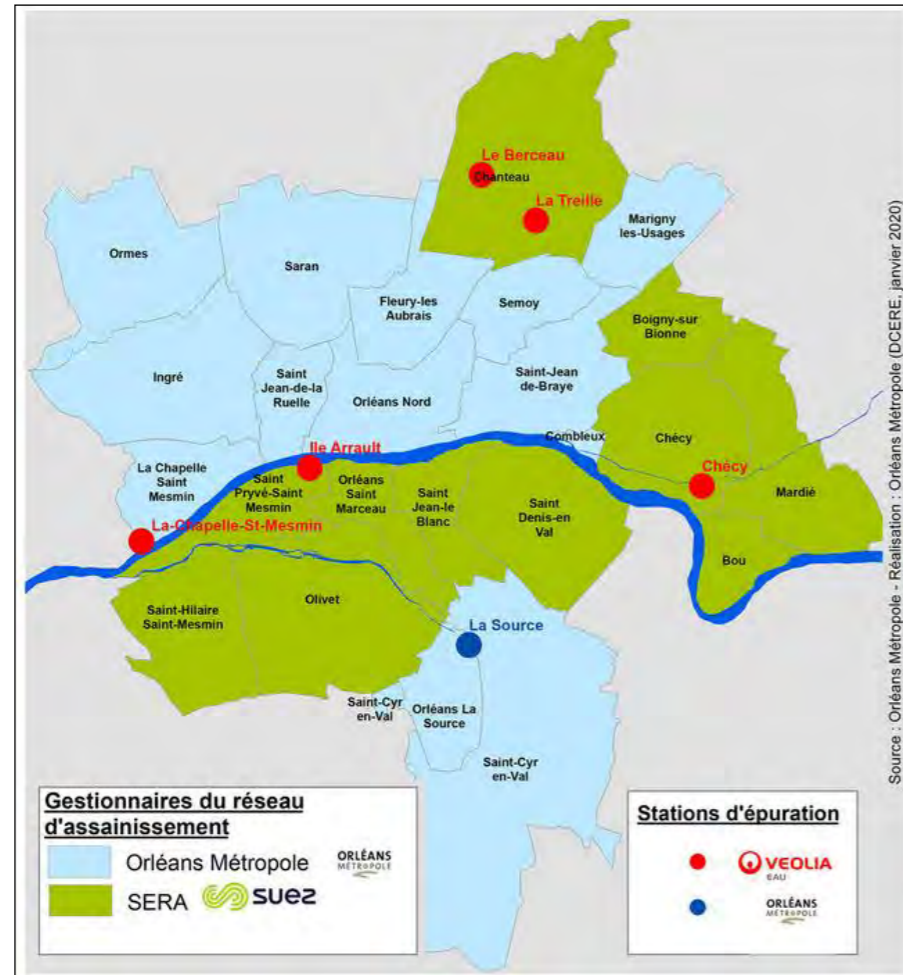 Le Berceau
Chanteau
La Treille
Marigny
les-Usages
Ormes
Saran
Fleury-les
Aubrais
Semoy
Boigny-sur
Bionne
Ingré
Saint
Jean-de-la
Ruelle
Orléans Nord
Saint-Jean
de-Braye
Combleux
Chécy
Ile Arrault
La Chapelle
Saint
Mesmin
Saint
Pryvé-Saint
Mesmin
Orléans
Saint
Marceau
Saint
Jean-le
Blanc
Saint
Denis-en
Val
Chécy
Mardié
La-Chapelle-St-Mesmin
Bou
Saint-Hilaire
Saint-Mesmin
Olivet
La Source
Saint-Cyr
en-Val
Orléans La
Source
Saint-Cyr
en-Val
Gestionnaires du réseau
d'assainissement
Orléans Métropole
ORLÉANS
MÉTROPOLE
SERA
suez
Stations d'épuration
VEOLIA
EAU
ORLÉANS
MÉTROPOLE
Source : Orléans Métropole - Réalisation : Orléans Métropole (DCERE, janvier 2020)